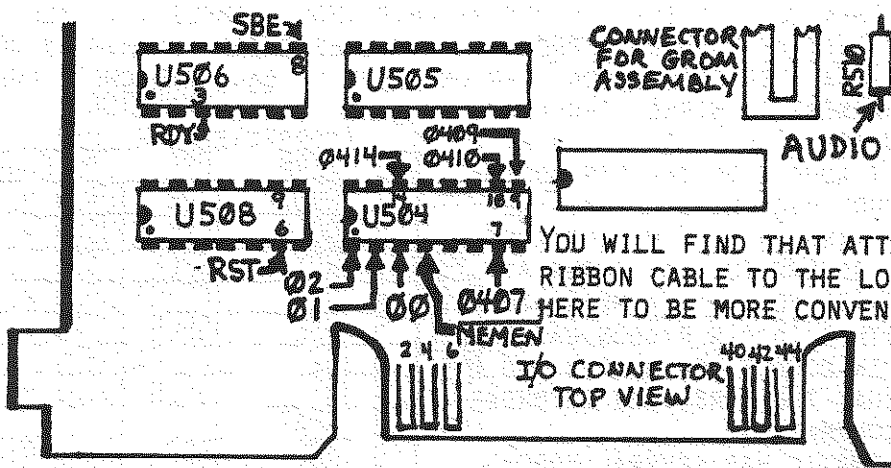 SBE
U506
8
3
RDY
U505
CONNECTOR
FOR GROM
ASSEMBLY
R510
AUDIO
Ø409
Ø414
Ø410
U508
9
6
RST
U504
14
10 9
7
Ø2
Ø1
ØØ
MEMEN
Ø407
YOU WILL FIND THAT ATT
RIBBON CABLE TO THE LO
HERE TO BE MORE CONVEN
2 4 6
I/O CONNECTOR
TOP VIEW
40 42 44